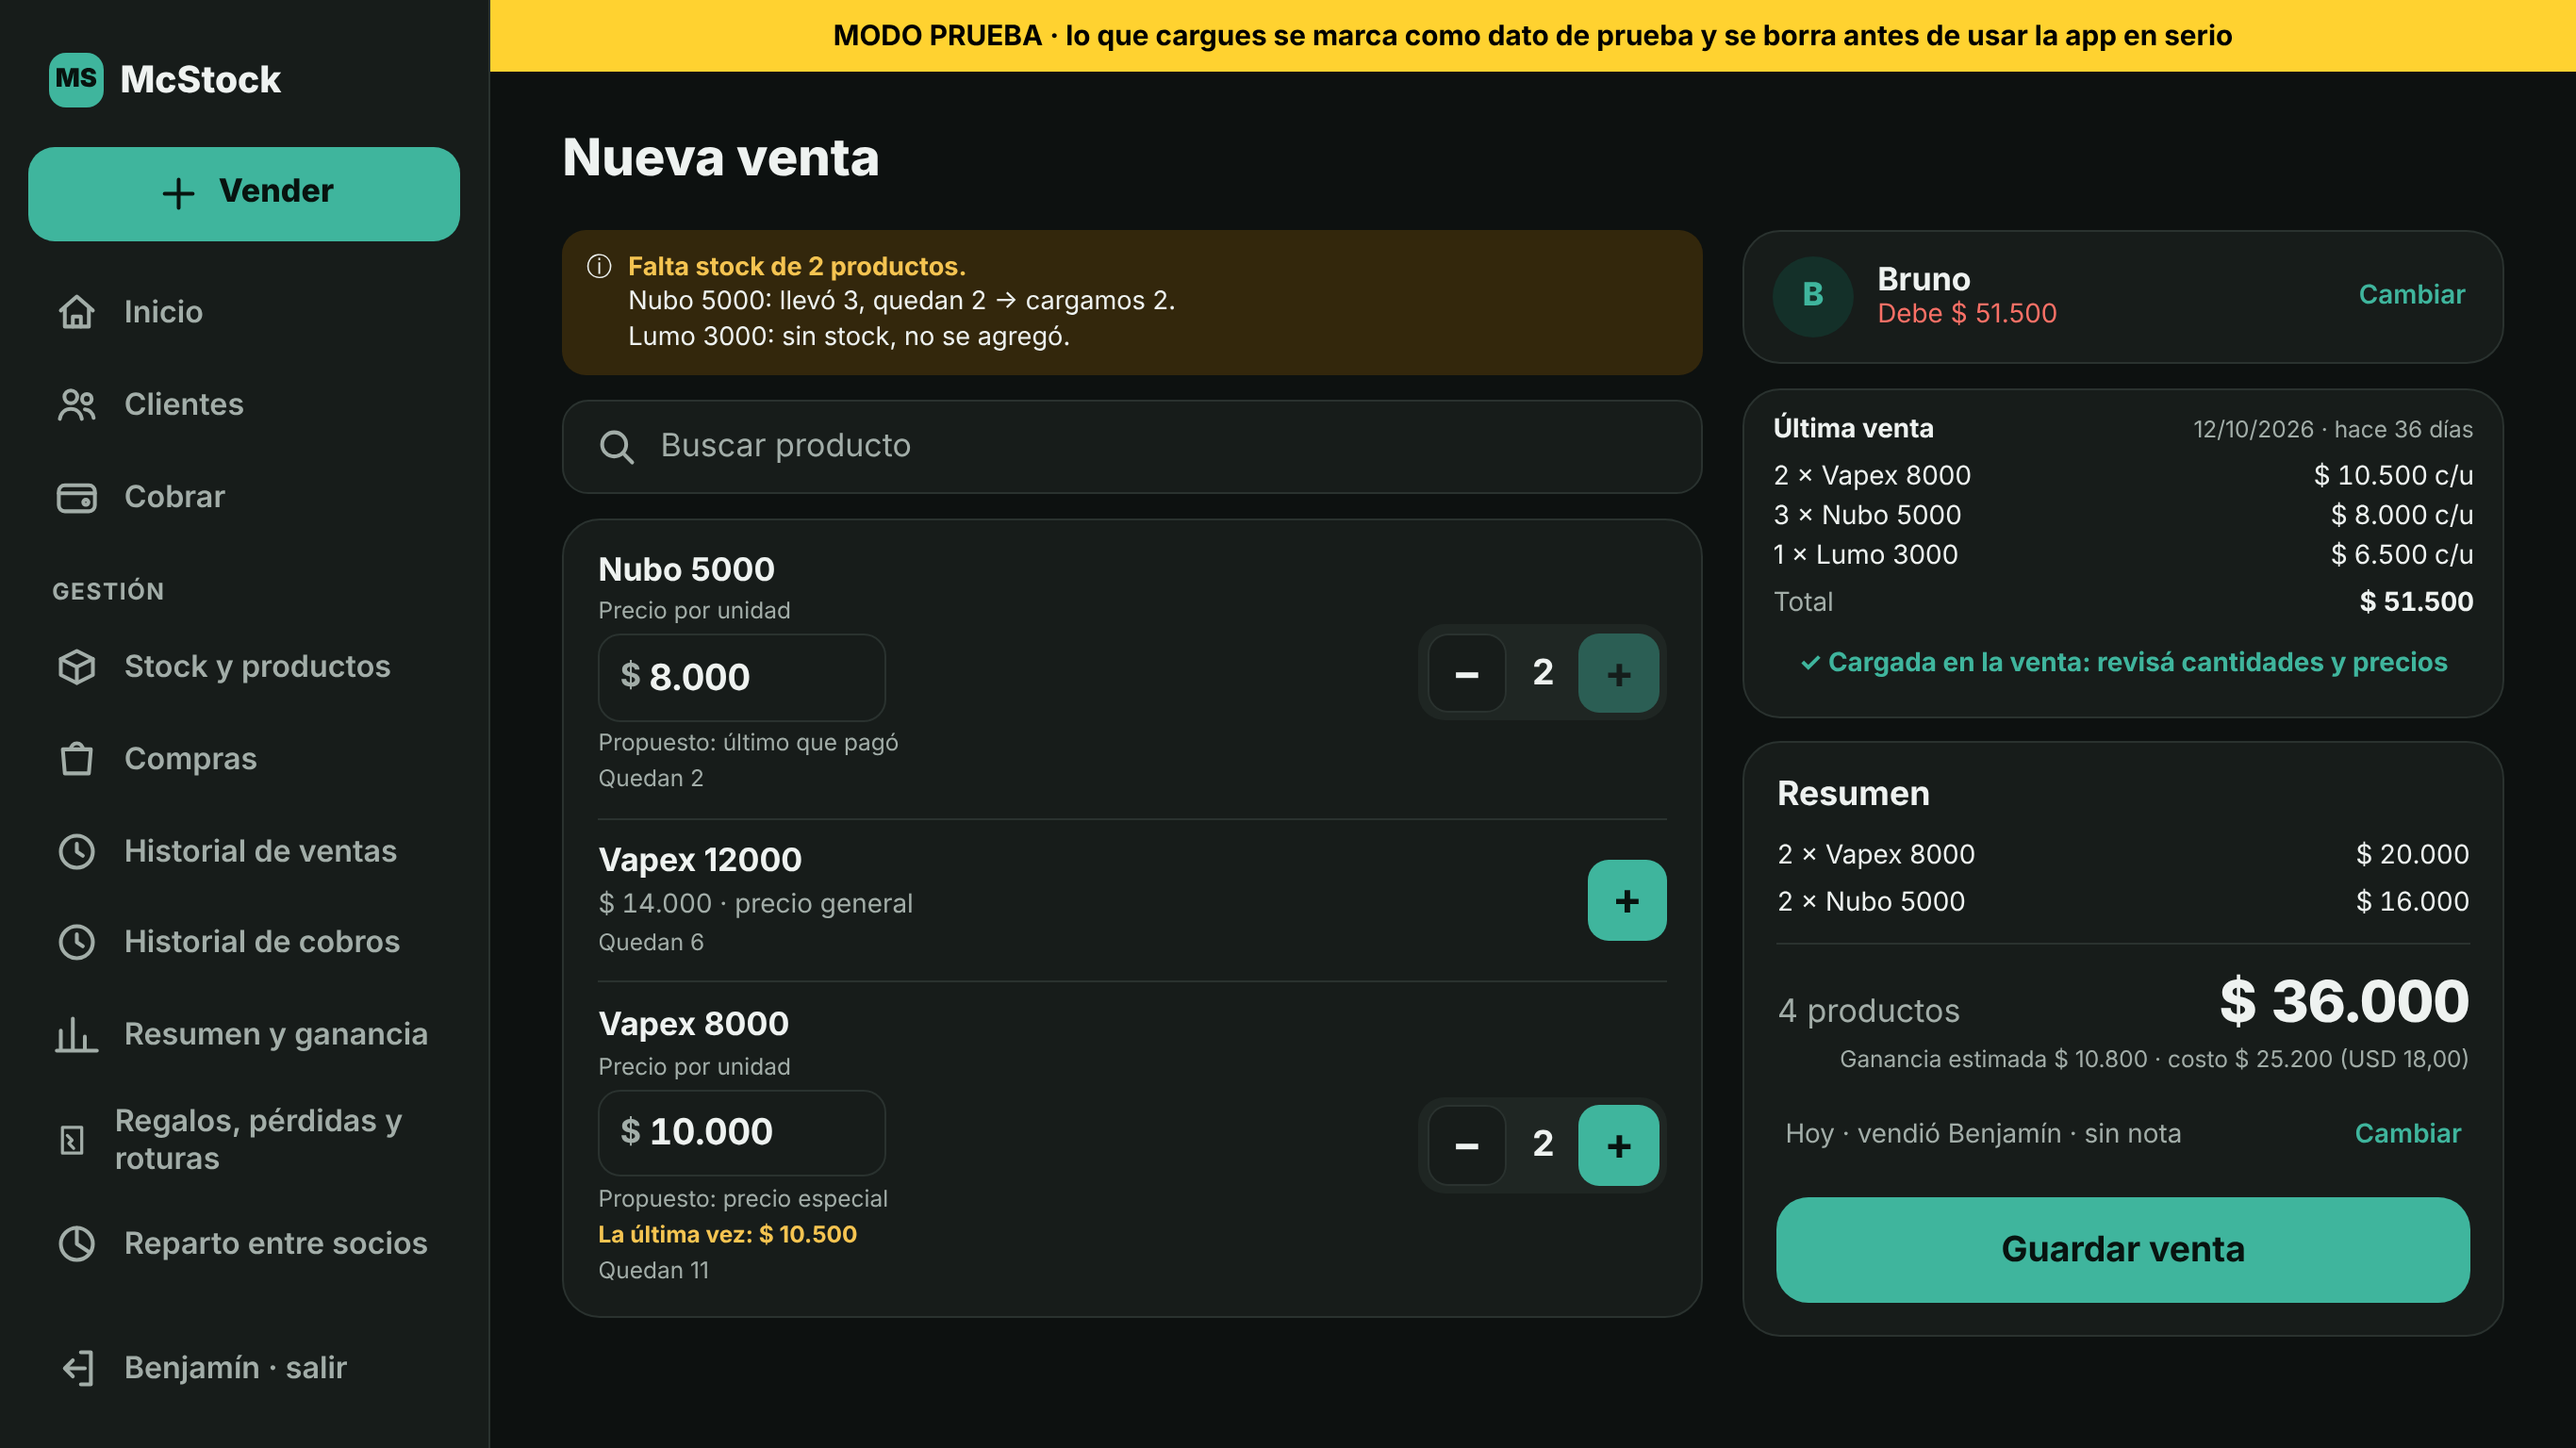 MS McStock
+ Vender
Inicio
Clientes
Cobrar
GESTIÓN
Stock y productos
Compras
Historial de ventas
Historial de cobros
Resumen y ganancia
Regalos, pérdidas y
roturas
Reparto entre socios
Benjamín · salir
MODO PRUEBA · lo que cargues se marca como dato de prueba y se borra antes de usar la app en serio
Nueva venta
Falta stock de 2 productos.
Nubo 5000: llevó 3, quedan 2 → cargamos 2.
Lumo 3000: sin stock, no se agregó.
Buscar producto
Nubo 5000
Precio por unidad
$ 8.000
− 2 +
Propuesto: último que pagó
Quedan 2
Vapex 12000
$ 14.000 · precio general
+
Quedan 6
Vapex 8000
Precio por unidad
$ 10.000
− 2 +
Propuesto: precio especial
La última vez: $ 10.500
Quedan 11
B
Bruno
Debe $ 51.500
Cambiar
Última venta 12/10/2026 · hace 36 días
2 × Vapex 8000 $ 10.500 c/u
3 × Nubo 5000 $ 8.000 c/u
1 × Lumo 3000 $ 6.500 c/u
Total $ 51.500
✓ Cargada en la venta: revisá cantidades y precios
Resumen
2 × Vapex 8000 $ 20.000
2 × Nubo 5000 $ 16.000
4 productos $ 36.000
Ganancia estimada $ 10.800 · costo $ 25.200 (USD 18,00)
Hoy · vendió Benjamín · sin nota Cambiar
Guardar venta